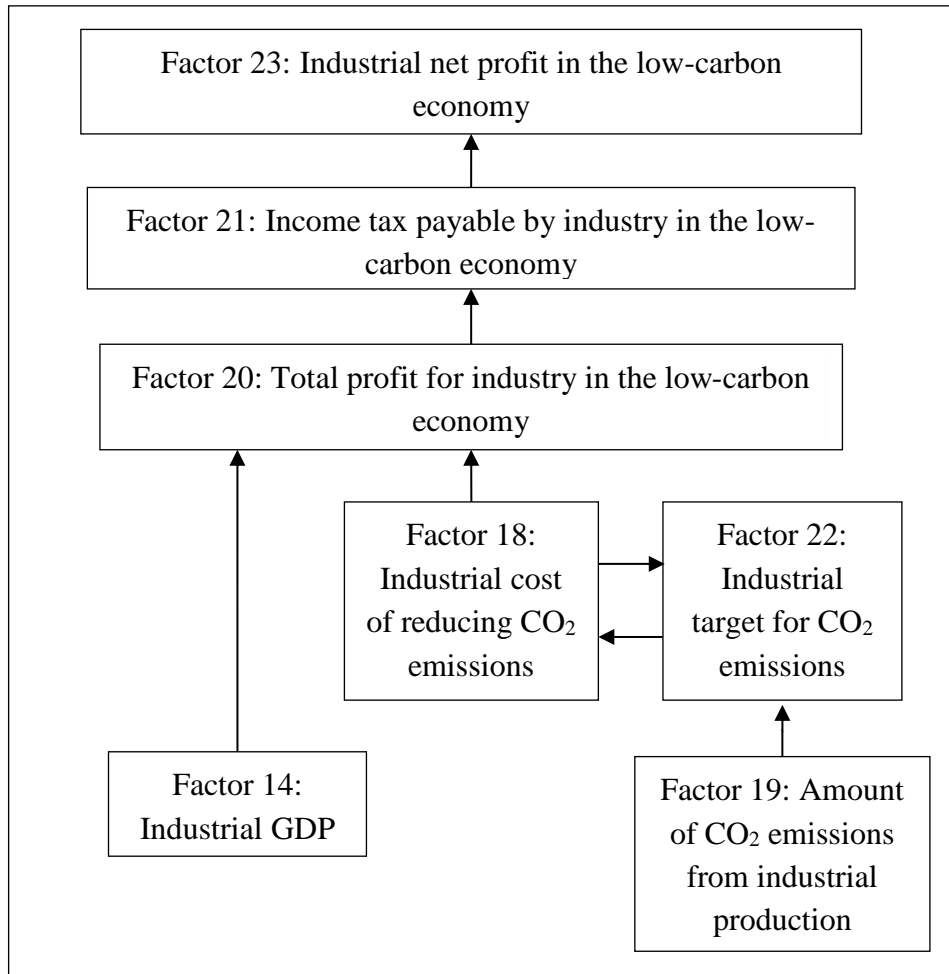 Factor 23: Industrial net profit in the low-carbon
economy
Factor 21: Income tax payable by industry in the low-
carbon economy
Factor 20: Total profit for industry in the low-carbon
economy
Factor 18:
Industrial cost
of reducing CO₂
emissions
Factor 22:
Industrial
target for CO₂
emissions
Factor 14:
Industrial GDP
Factor 19: Amount
of CO₂ emissions
from industrial
production